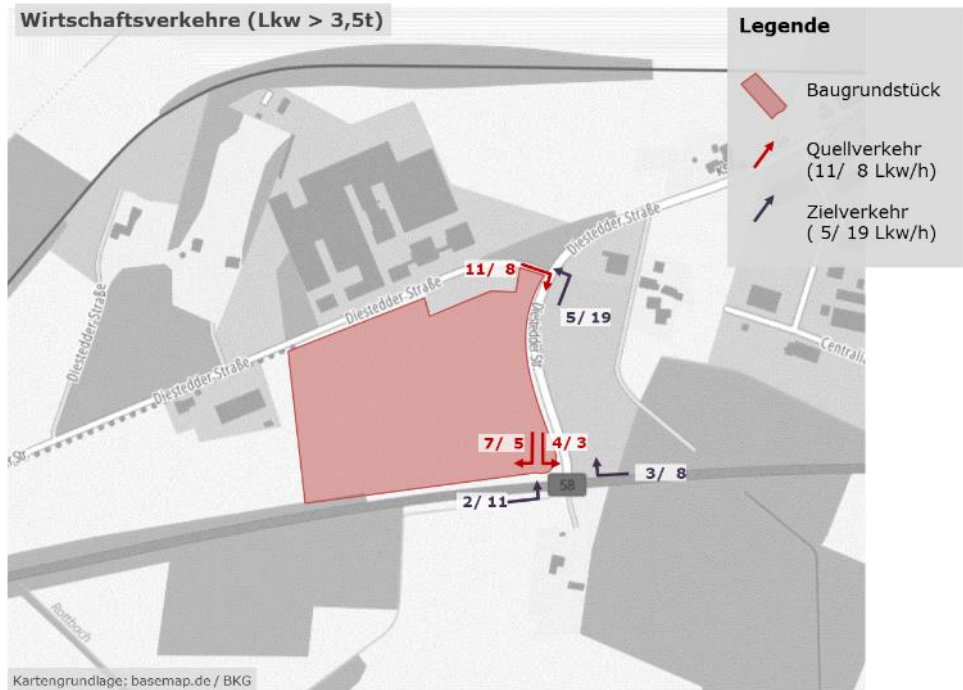 Wirtschaftsverkehre (Lkw > 3,5t)
Legende
Baugrundstück
Quellverkehr
(11/ 8 Lkw/h)
Zielverkehr
( 5/ 19 Lkw/h)
Diestedder Straße
11/ 8
5/ 19
Diestedder Straße
Diestedder Str.
Diestedder Straße
Diestedder Straße
Centralia
7/ 5
4/ 3
3/ 8
58
2/ 11
Rottbach
Kartengrundlage: basemap.de / BKG